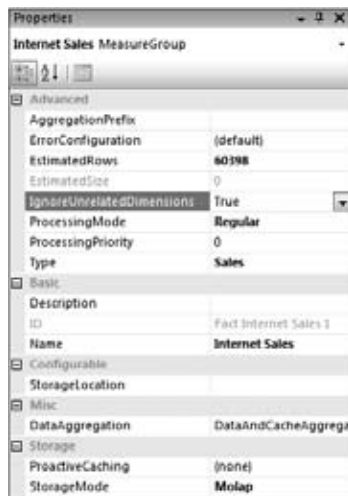 Properties
Internet Sales MeasureGroup
Advanced
AggregationPrefix
ErrorConfiguration (default)
EstimatedRows 60398
EstimatedSize 0
IgnoreUnrelatedDimensions True
ProcessingMode Regular
ProcessingPriority 0
Type Sales
Basic
Description
ID Fact Internet Sales 1
Name Internet Sales
Configurable
StorageLocation
Misc
DataAggregation DataAndCacheAggrega
Storage
ProactiveCaching (none)
StorageMode Molap